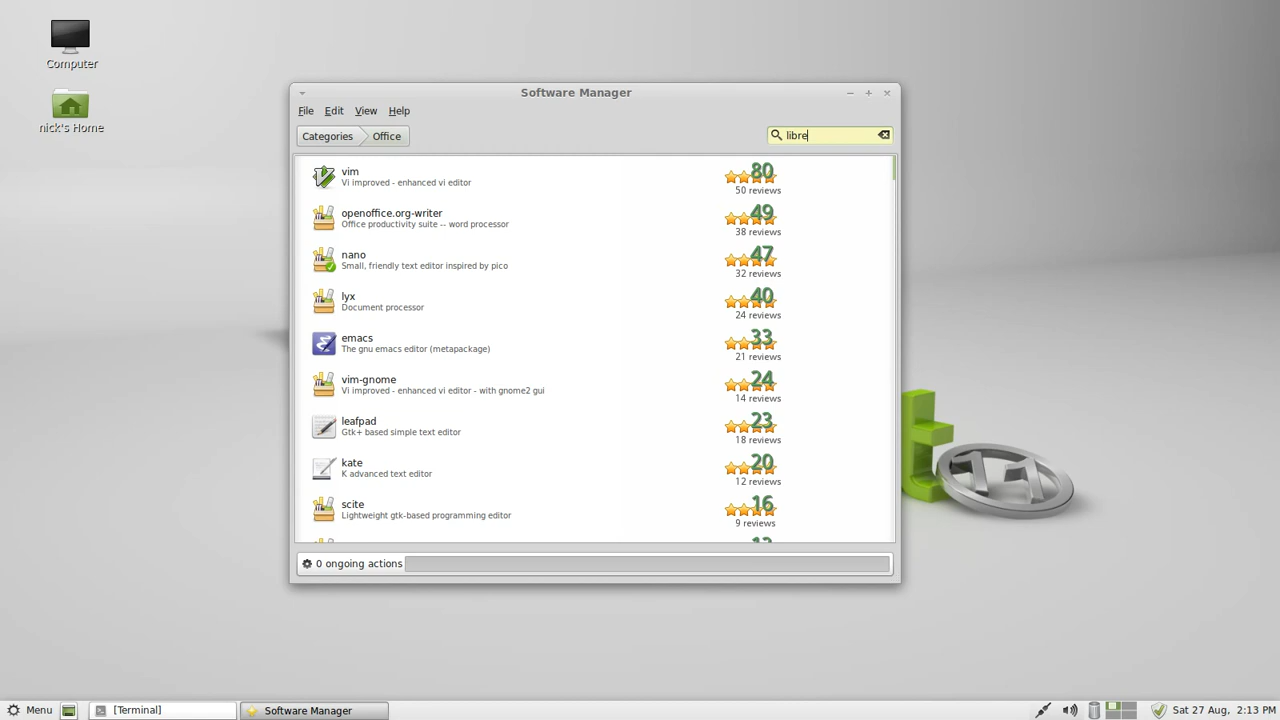 Computer
nick's Home
Software Manager
File Edit View Help
Categories Office libre
vim
Vi improved - enhanced vi editor
80
50 reviews
openoffice.org-writer
Office productivity suite -- word processor
49
38 reviews
nano
Small, friendly text editor inspired by pico
47
32 reviews
lyx
Document processor
40
24 reviews
emacs
The gnu emacs editor (metapackage)
33
21 reviews
vim-gnome
Vi improved - enhanced vi editor - with gnome2 gui
24
14 reviews
leafpad
Gtk+ based simple text editor
23
18 reviews
kate
K advanced text editor
20
12 reviews
scite
Lightweight gtk-based programming editor
16
9 reviews
0 ongoing actions
11
Menu [Terminal] Software Manager Sat 27 Aug, 2:13 PM